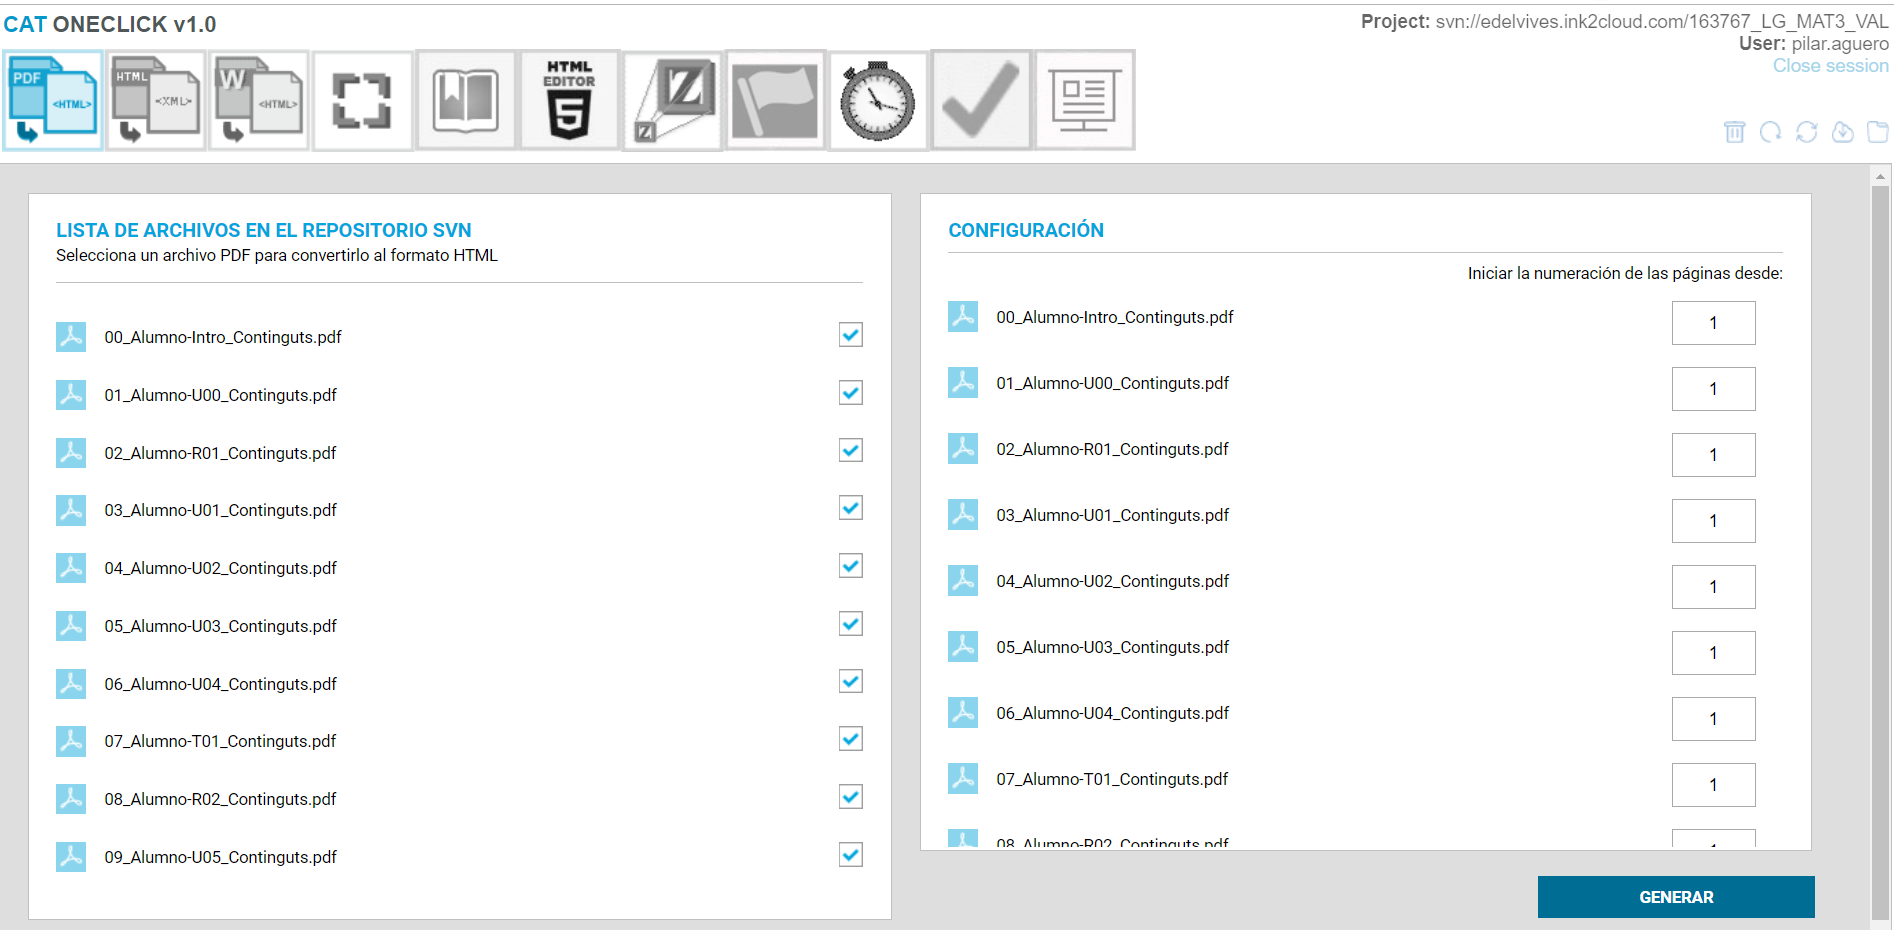 CAT ONECLICK v1.0
Project: svn://edelvives.ink2cloud.com/163767_LG_MAT3_VAL
User: pilar.aguero
Close session
PDF
<HTML>
HTML
<XML>
W
<HTML>
HTML
EDITOR
5
Z
Z
LISTA DE ARCHIVOS EN EL REPOSITORIO SVN
Selecciona un archivo PDF para convertirlo al formato HTML
00_Alumno-Intro_Continguts.pdf
01_Alumno-U00_Continguts.pdf
02_Alumno-R01_Continguts.pdf
03_Alumno-U01_Continguts.pdf
04_Alumno-U02_Continguts.pdf
05_Alumno-U03_Continguts.pdf
06_Alumno-U04_Continguts.pdf
07_Alumno-T01_Continguts.pdf
08_Alumno-R02_Continguts.pdf
09_Alumno-U05_Continguts.pdf
CONFIGURACIÓN
Iniciar la numeración de las páginas desde:
00_Alumno-Intro_Continguts.pdf 1
01_Alumno-U00_Continguts.pdf 1
02_Alumno-R01_Continguts.pdf 1
03_Alumno-U01_Continguts.pdf 1
04_Alumno-U02_Continguts.pdf 1
05_Alumno-U03_Continguts.pdf 1
06_Alumno-U04_Continguts.pdf 1
07_Alumno-T01_Continguts.pdf 1
08_Alumno-R02_Continguts.pdf 1
GENERAR